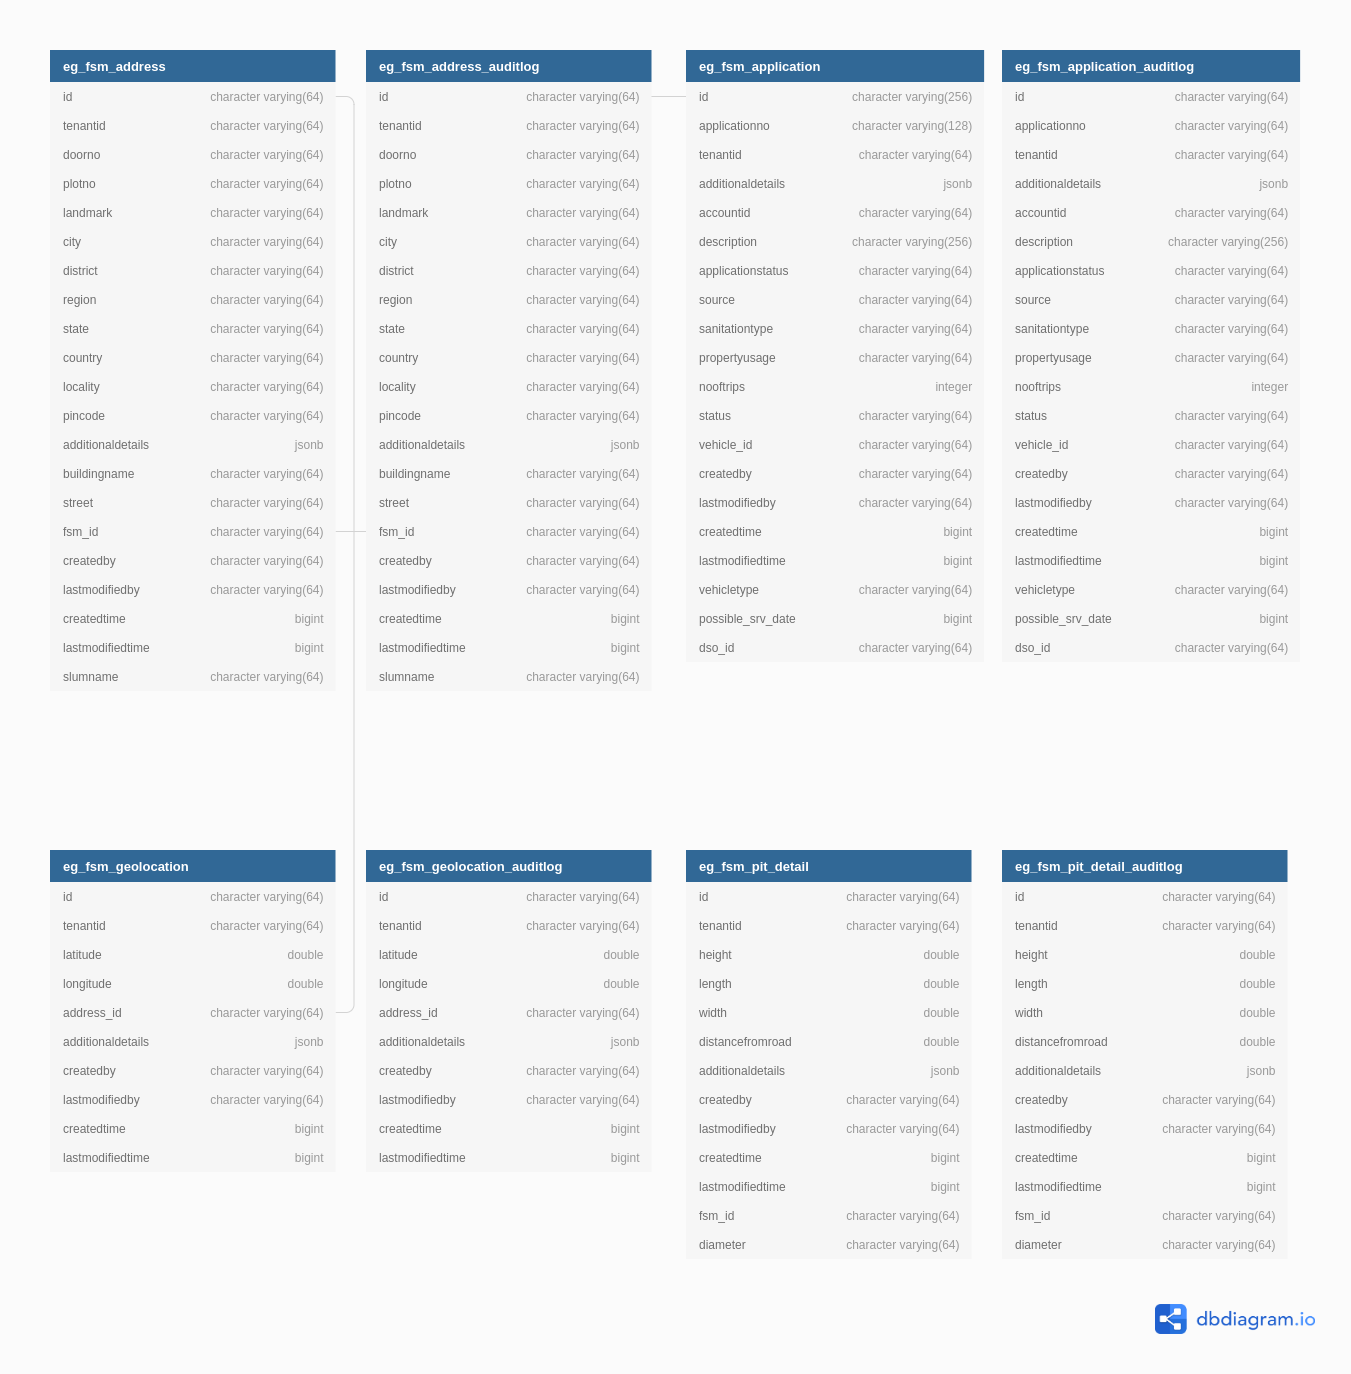 eg_fsm_address
id character varying(64)
tenantid character varying(64)
doorno character varying(64)
plotno character varying(64)
landmark character varying(64)
city character varying(64)
district character varying(64)
region character varying(64)
state character varying(64)
country character varying(64)
locality character varying(64)
pincode character varying(64)
additionaldetails jsonb
buildingname character varying(64)
street character varying(64)
fsm_id character varying(64)
createdby character varying(64)
lastmodifiedby character varying(64)
createdtime bigint
lastmodifiedtime bigint
slumname character varying(64)
eg_fsm_address_auditlog
id character varying(64)
tenantid character varying(64)
doorno character varying(64)
plotno character varying(64)
landmark character varying(64)
city character varying(64)
district character varying(64)
region character varying(64)
state character varying(64)
country character varying(64)
locality character varying(64)
pincode character varying(64)
additionaldetails jsonb
buildingname character varying(64)
street character varying(64)
fsm_id character varying(64)
createdby character varying(64)
lastmodifiedby character varying(64)
createdtime bigint
lastmodifiedtime bigint
slumname character varying(64)
eg_fsm_application
id character varying(256)
applicationno character varying(128)
tenantid character varying(64)
additionaldetails jsonb
accountid character varying(64)
description character varying(256)
applicationstatus character varying(64)
source character varying(64)
sanitationtype character varying(64)
propertyusage character varying(64)
nooftrips integer
status character varying(64)
vehicle_id character varying(64)
createdby character varying(64)
lastmodifiedby character varying(64)
createdtime bigint
lastmodifiedtime bigint
vehicletype character varying(64)
possible_srv_date bigint
dso_id character varying(64)
eg_fsm_application_auditlog
id character varying(64)
applicationno character varying(64)
tenantid character varying(64)
additionaldetails jsonb
accountid character varying(64)
description character varying(256)
applicationstatus character varying(64)
source character varying(64)
sanitationtype character varying(64)
propertyusage character varying(64)
nooftrips integer
status character varying(64)
vehicle_id character varying(64)
createdby character varying(64)
lastmodifiedby character varying(64)
createdtime bigint
lastmodifiedtime bigint
vehicletype character varying(64)
possible_srv_date bigint
dso_id character varying(64)
eg_fsm_geolocation
id character varying(64)
tenantid character varying(64)
latitude double
longitude double
address_id character varying(64)
additionaldetails jsonb
createdby character varying(64)
lastmodifiedby character varying(64)
createdtime bigint
lastmodifiedtime bigint
eg_fsm_geolocation_auditlog
id character varying(64)
tenantid character varying(64)
latitude double
longitude double
address_id character varying(64)
additionaldetails jsonb
createdby character varying(64)
lastmodifiedby character varying(64)
createdtime bigint
lastmodifiedtime bigint
eg_fsm_pit_detail
id character varying(64)
tenantid character varying(64)
height double
length double
width double
distancefromroad double
additionaldetails jsonb
createdby character varying(64)
lastmodifiedby character varying(64)
createdtime bigint
lastmodifiedtime bigint
fsm_id character varying(64)
diameter character varying(64)
eg_fsm_pit_detail_auditlog
id character varying(64)
tenantid character varying(64)
height double
length double
width double
distancefromroad double
additionaldetails jsonb
createdby character varying(64)
lastmodifiedby character varying(64)
createdtime bigint
lastmodifiedtime bigint
fsm_id character varying(64)
diameter character varying(64)
dbdiagram.io